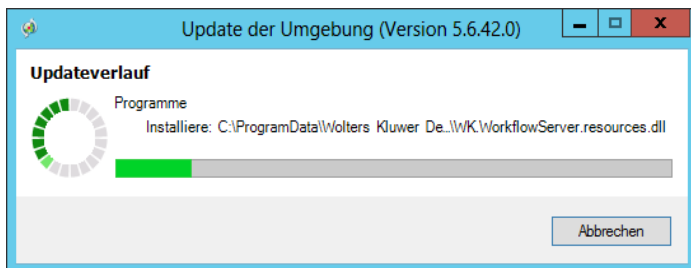 Update der Umgebung (Version 5.6.42.0)
Updateverlauf
Programme
Installiere: C:\ProgramData\Wolters Kluwer De...\WK.WorkflowServer.resources.dll
Abbrechen